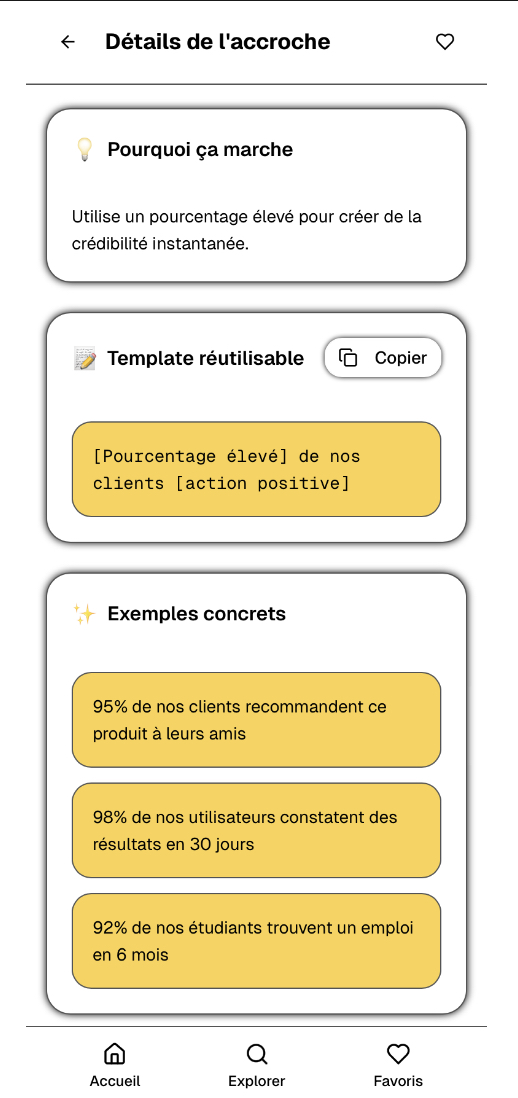 Détails de l'accroche
Pourquoi ça marche
Utilise un pourcentage élevé pour créer de la
crédibilité instantanée.
Template réutilisable
Copier
[Pourcentage élevé] de nos
clients [action positive]
Exemples concrets
95% de nos clients recommandent ce
produit à leurs amis
98% de nos utilisateurs constatent des
résultats en 30 jours
92% de nos étudiants trouvent un emploi
en 6 mois
Accueil
Explorer
Favoris